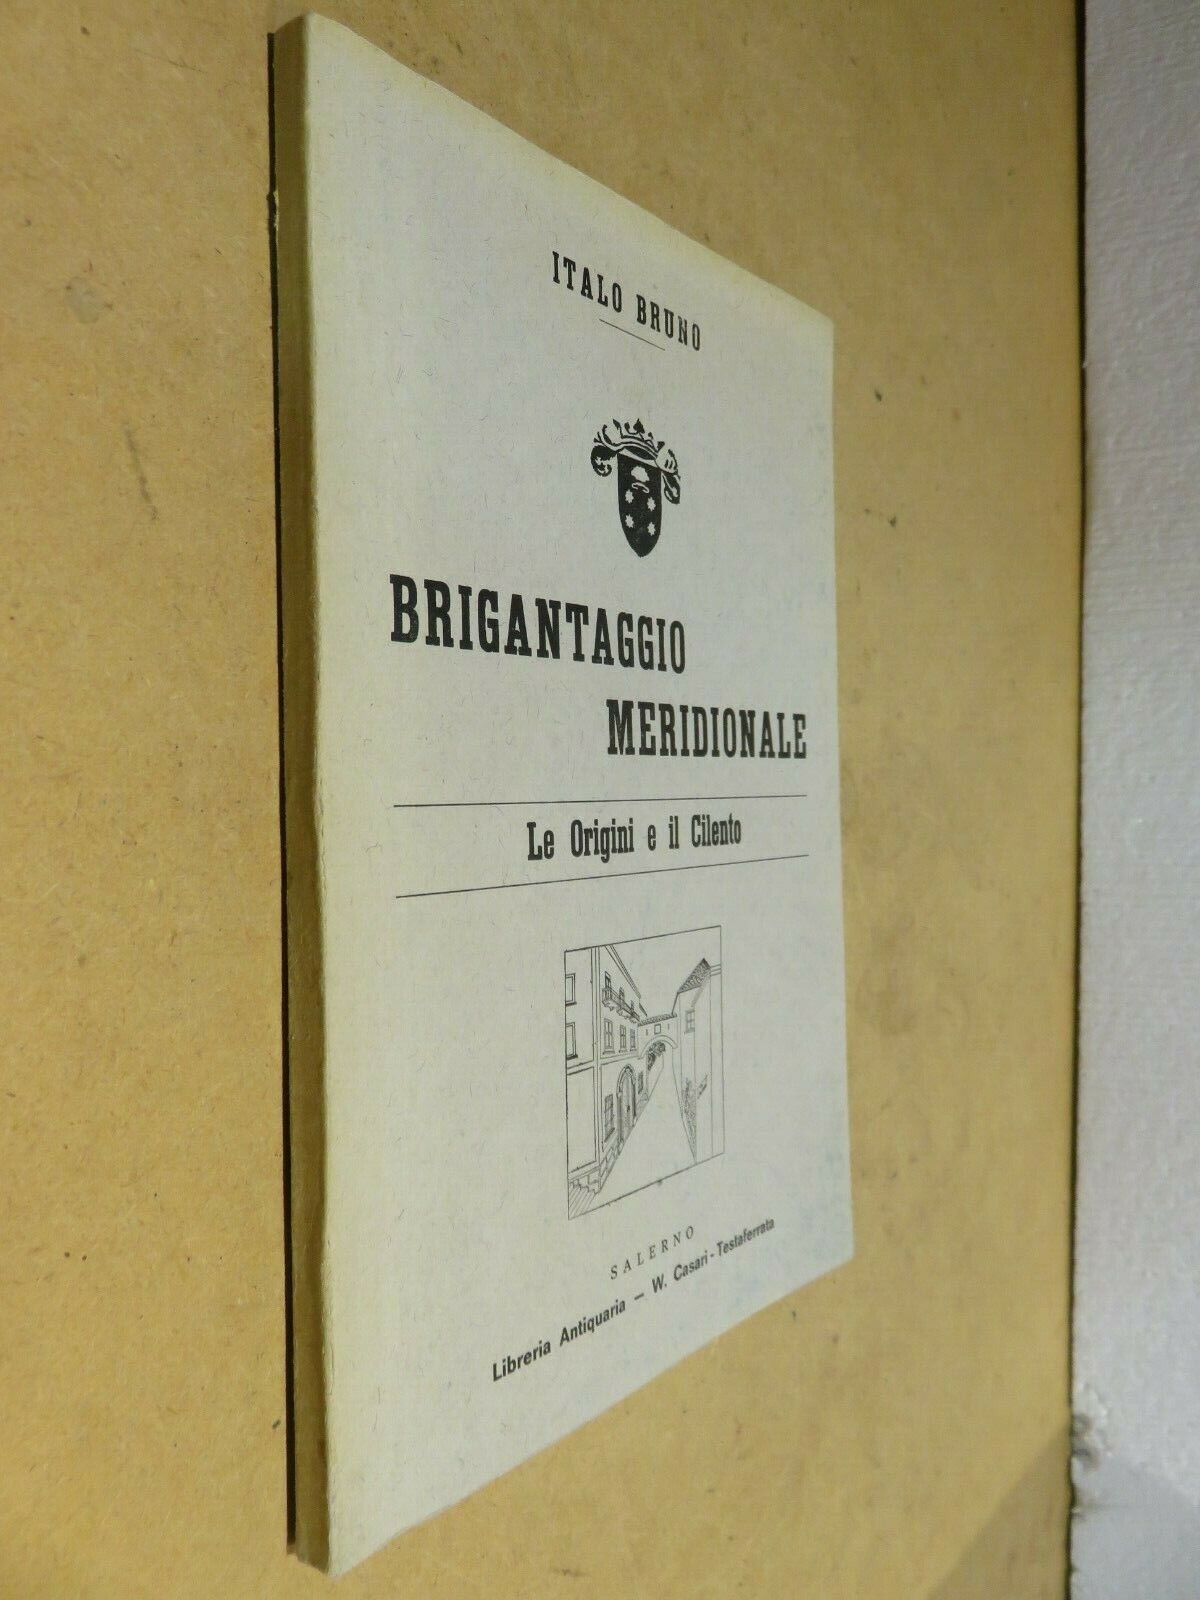 ITALO BRUNO
BRIGANTAGGIO
MERIDIONALE
Le Origini e il Cilento
SALERNO
Libreria Antiquaria — W. Casari - Testaferrata